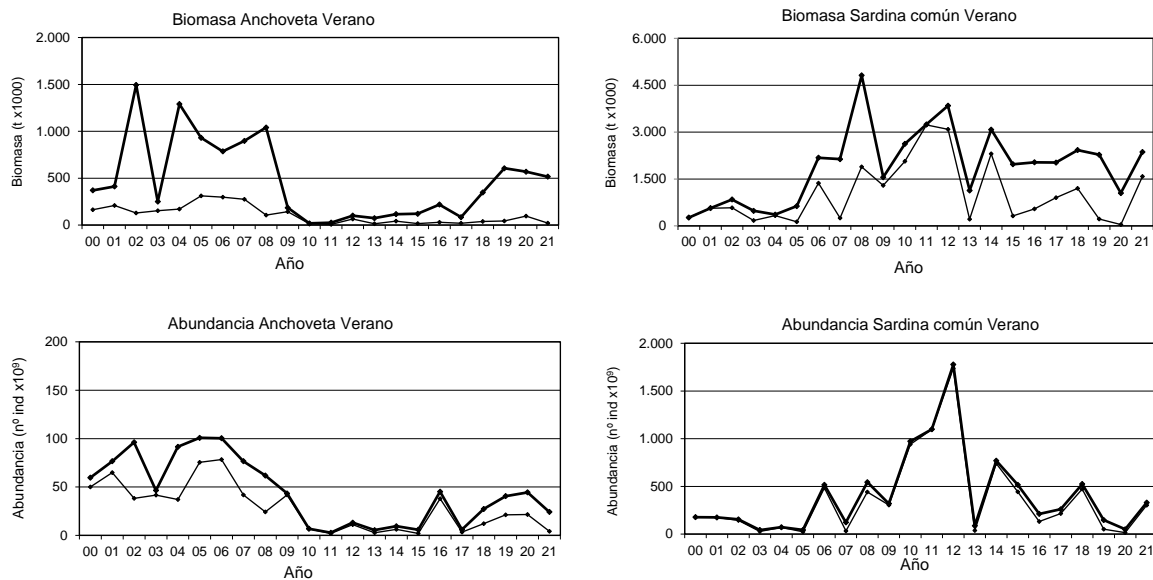 Biomasa Anchoveta Verano
Biomasa (t x1000)
2.000
1.500
1.000
500
0
00 01 02 03 04 05 06 07 08 09 10 11 12 13 14 15 16 17 18 19 20 21
Año
Biomasa Sardina común Verano
Biomasa (t x1000)
6.000
4.500
3.000
1.500
0
00 01 02 03 04 05 06 07 08 09 10 11 12 13 14 15 16 17 18 19 20 21
Año
Abundancia Anchoveta Verano
Abundancia (nº ind x10⁹)
200
150
100
50
0
00 01 02 03 04 05 06 07 08 09 10 11 12 13 14 15 16 17 18 19 20 21
Año
Abundancia Sardina común Verano
Abundancia (nº ind x10⁹)
2.000
1.500
1.000
500
0
00 01 02 03 04 05 06 07 08 09 10 11 12 13 14 15 16 17 18 19 20 21
Año